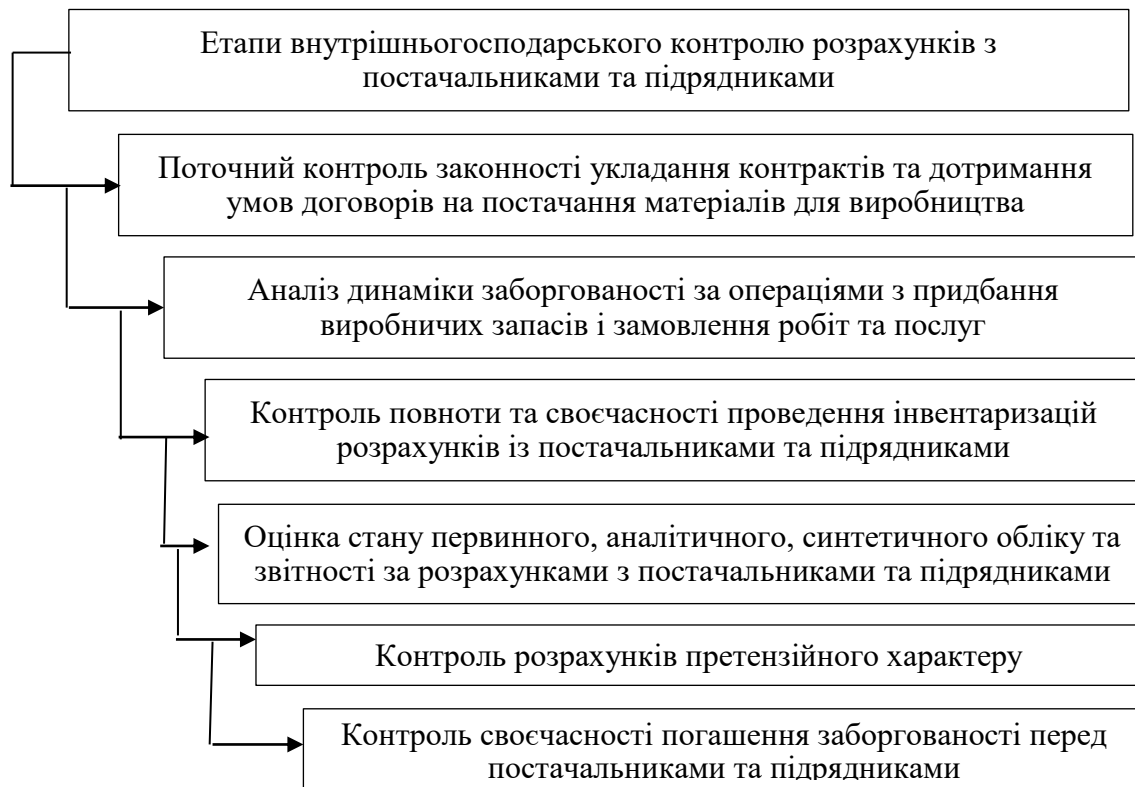 Етапи внутрішньогосподарського контролю розрахунків з
постачальниками та підрядниками
Поточний контроль законності укладання контрактів та дотримання
умов договорів на постачання матеріалів для виробництва
Аналіз динаміки заборгованості за операціями з придбання
виробничих запасів і замовлення робіт та послуг
Контроль повноти та своєчасності проведення інвентаризацій
розрахунків із постачальниками та підрядниками
Оцінка стану первинного, аналітичного, синтетичного обліку та
звітності за розрахунками з постачальниками та підрядниками
Контроль розрахунків претензійного характеру
Контроль своєчасності погашення заборгованості перед
постачальниками та підрядниками